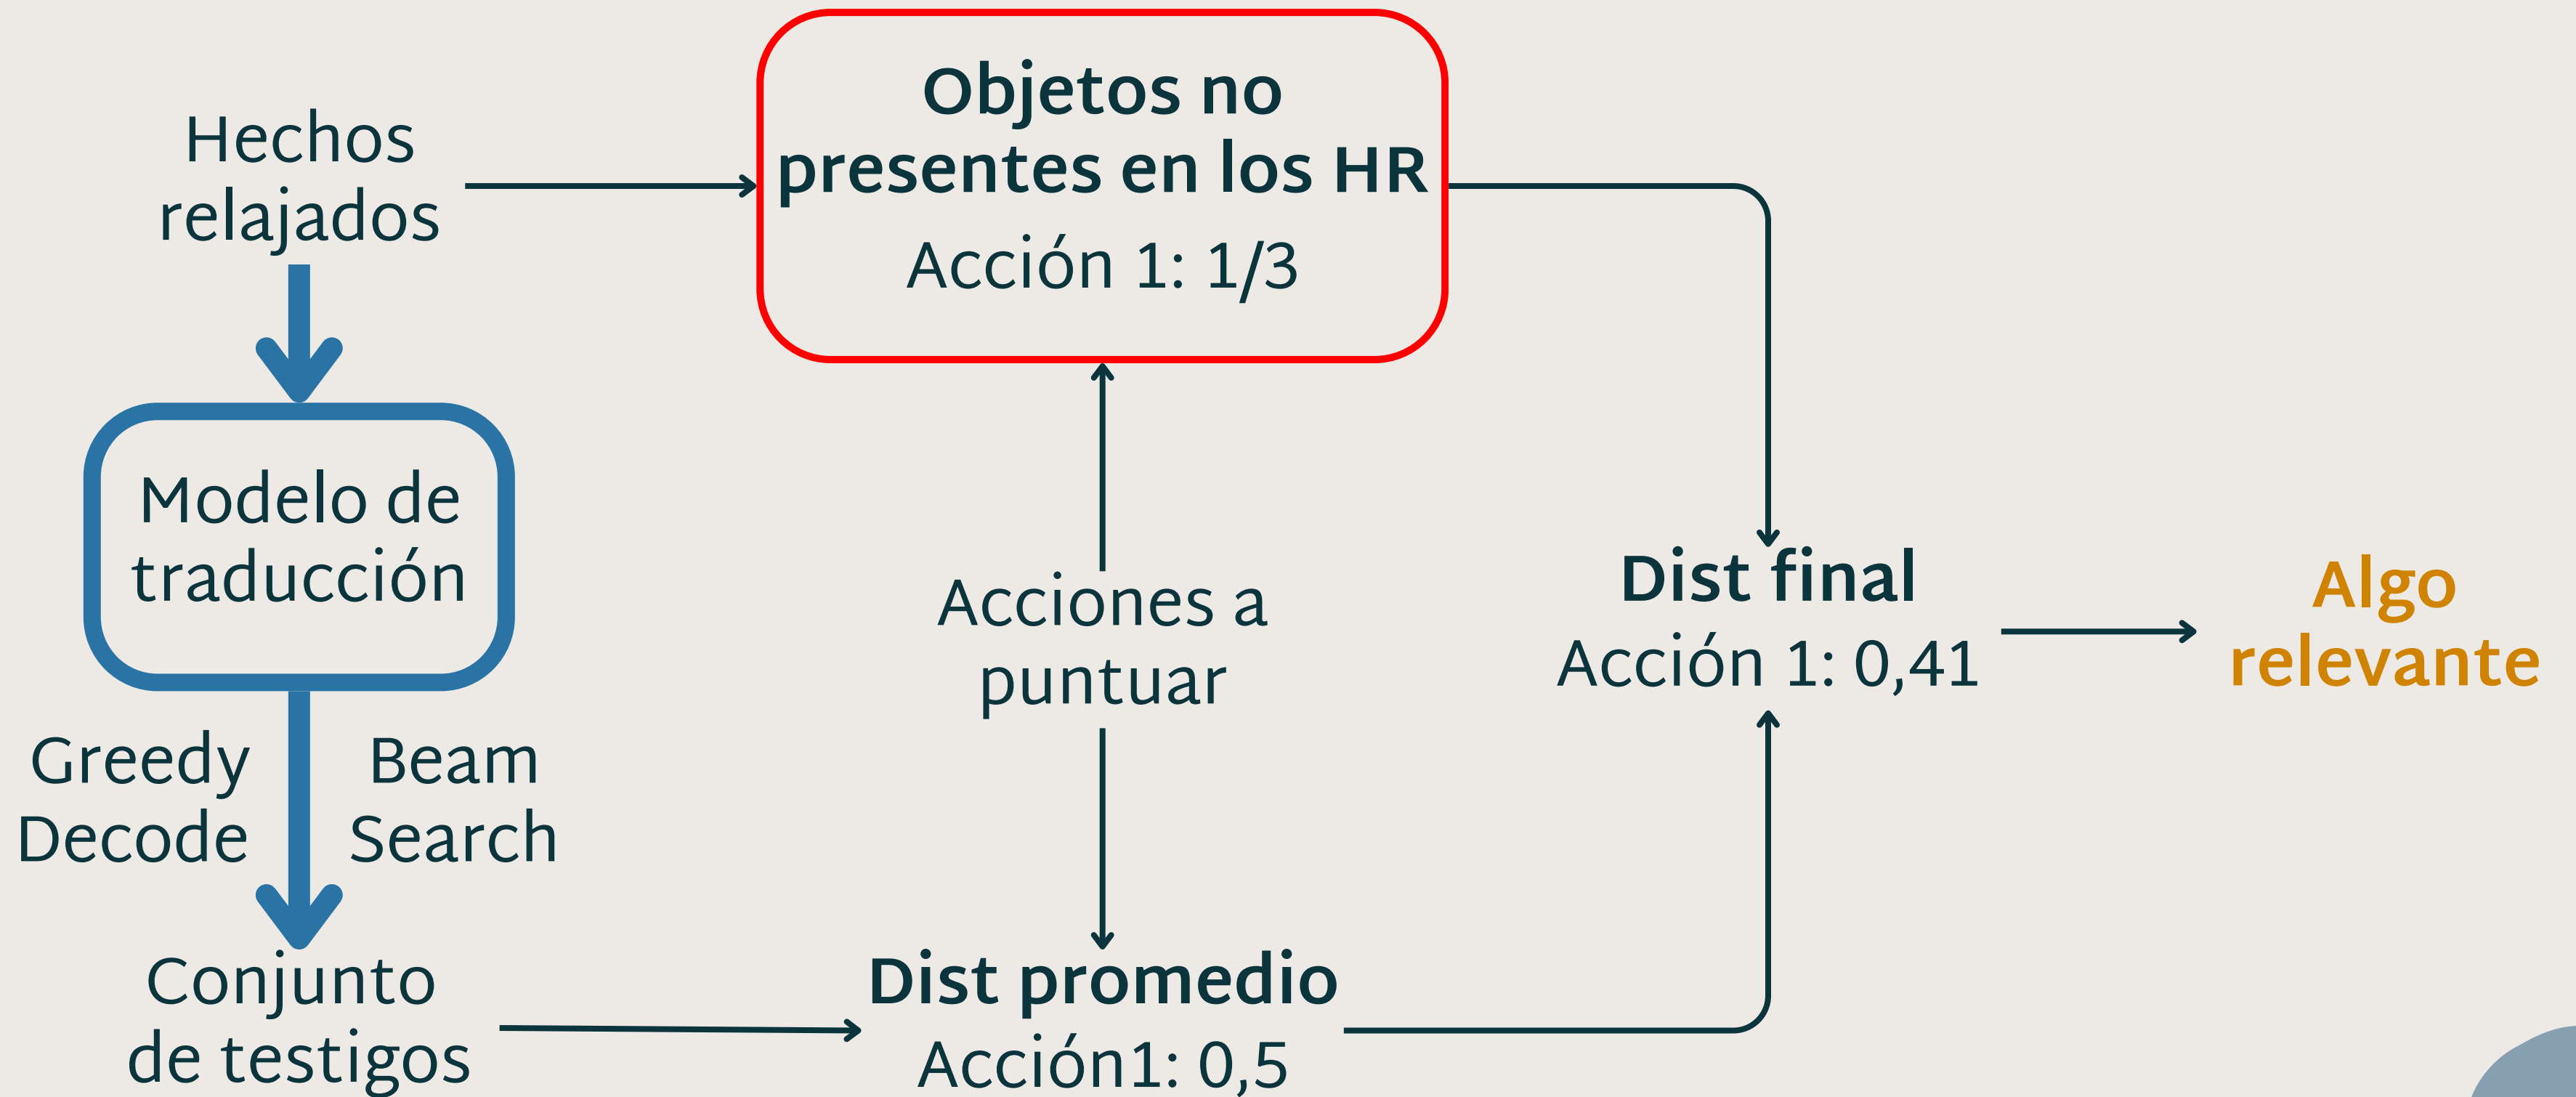 Hechos
relajados
Objetos no
presentes en los HR
Acción 1: 1/3
Modelo de
traducción
Greedy
Decode
Beam
Search
Conjunto
de testigos
Acciones a
puntuar
Dist promedio
Acción1: 0,5
Dist final
Acción 1: 0,41
Algo
relevante